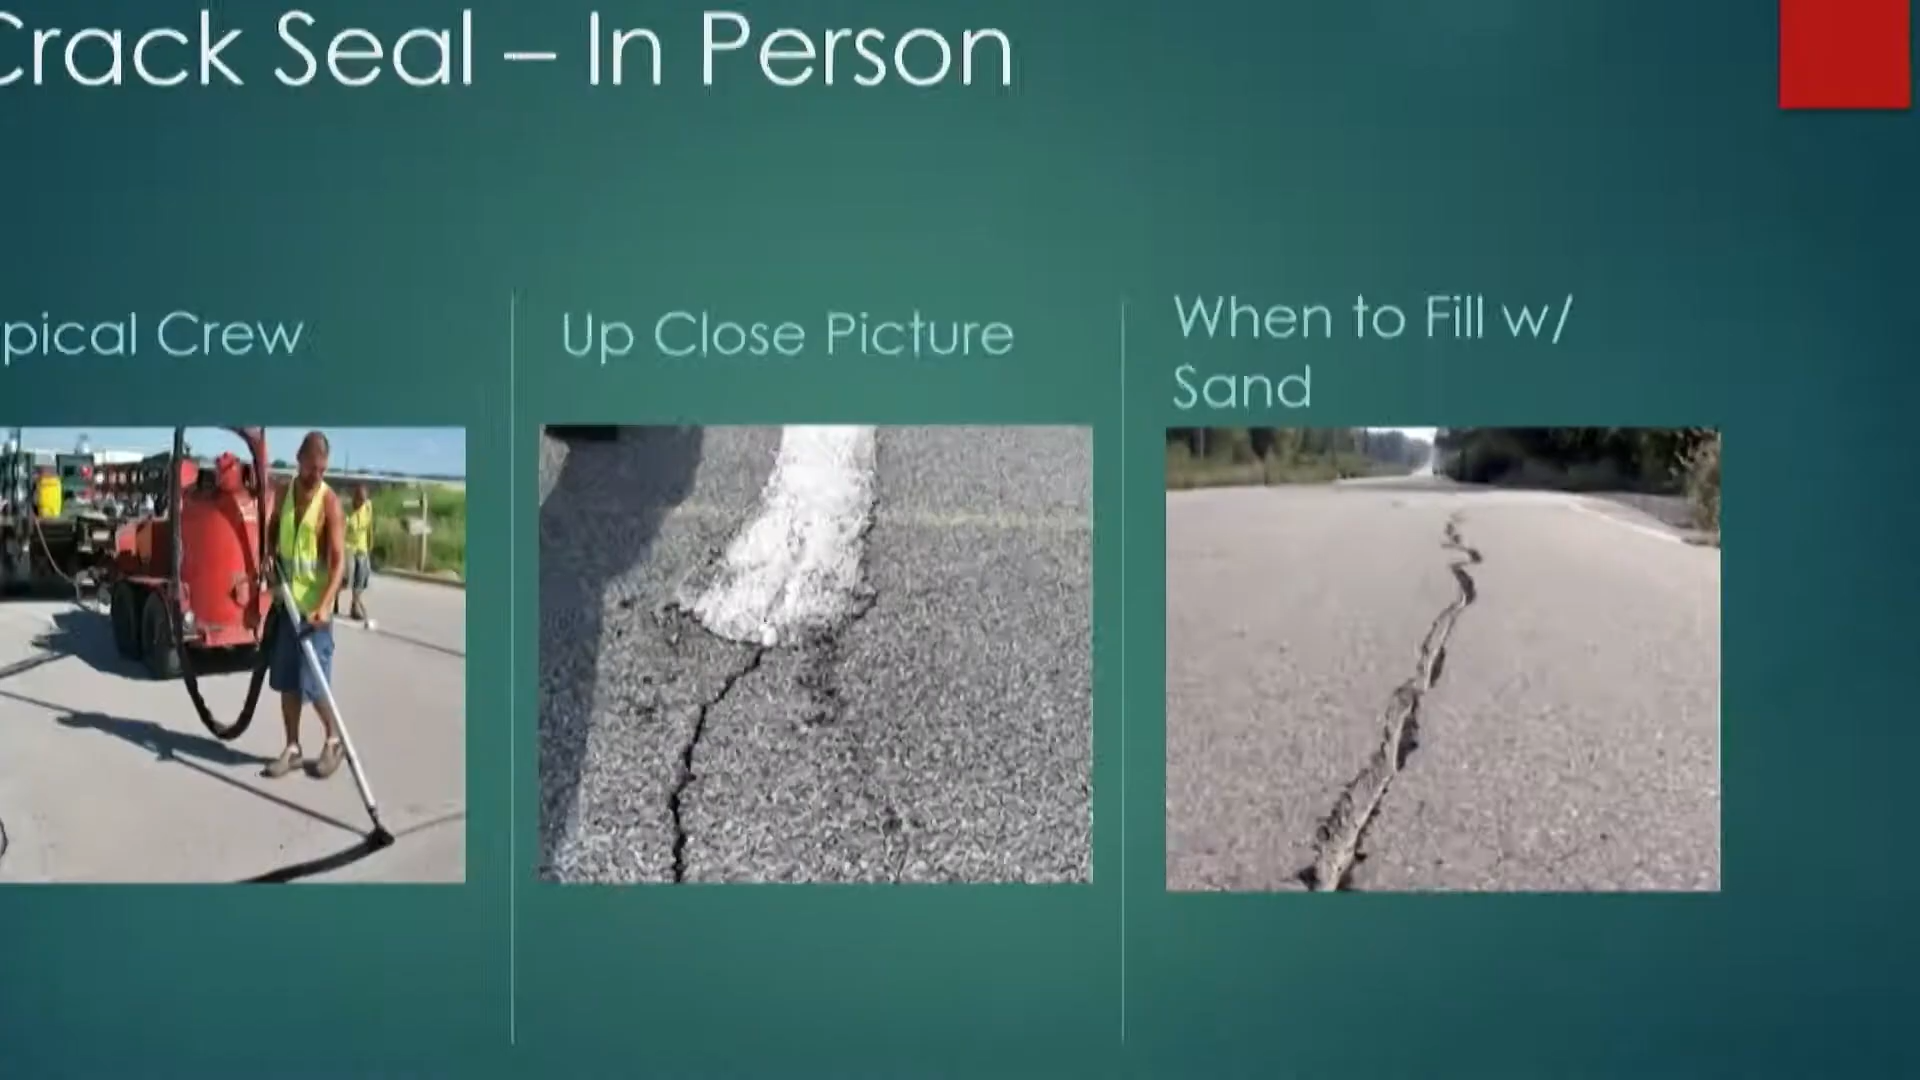 Crack Seal – In Person
pical Crew
Up Close Picture
When to Fill w/
Sand